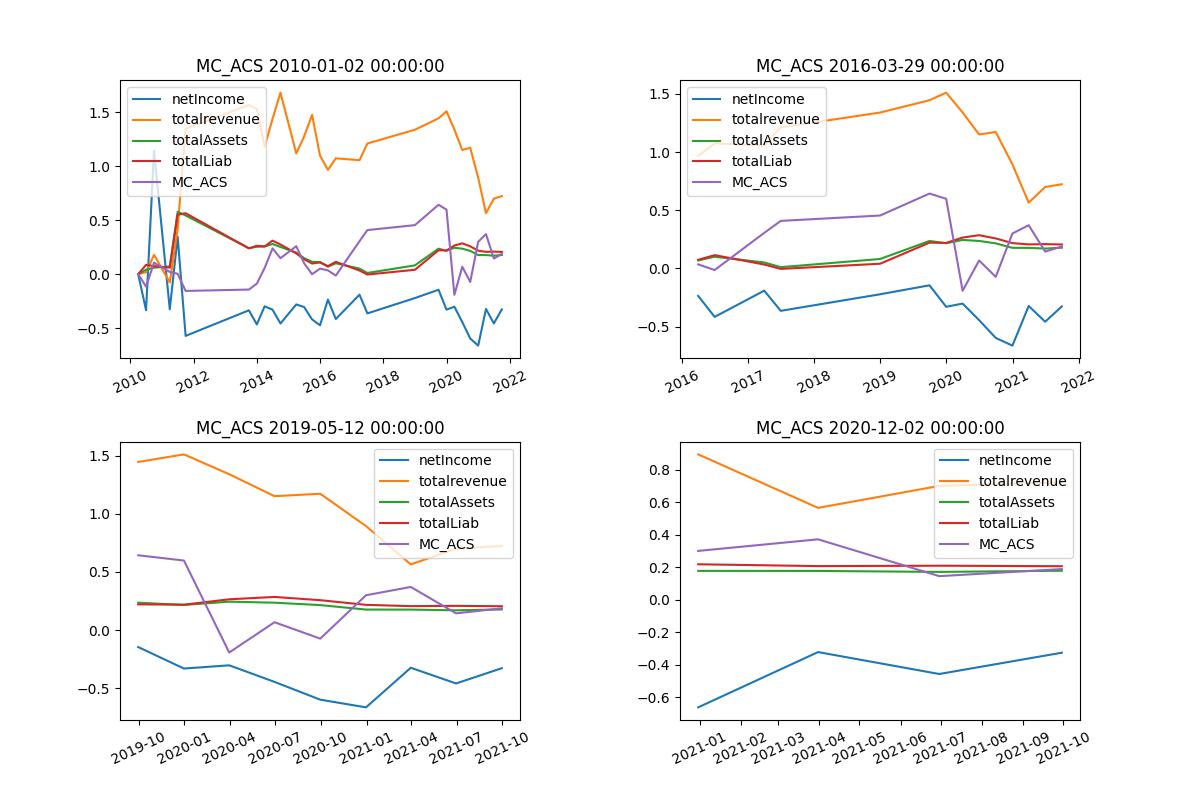 MC_ACS 2010-01-02 00:00:00
netIncome
totalrevenue
totalAssets
totalLiab
MC_ACS
1.5
1.0
0.5
0.0
−0.5
2010 2012 2014 2016 2018 2020 2022
MC_ACS 2016-03-29 00:00:00
netIncome
totalrevenue
totalAssets
totalLiab
MC_ACS
1.5
1.0
0.5
0.0
−0.5
2016 2017 2018 2019 2020 2021 2022
MC_ACS 2019-05-12 00:00:00
netIncome
totalrevenue
totalAssets
totalLiab
MC_ACS
1.5
1.0
0.5
0.0
−0.5
2019-10 2020-01 2020-04 2020-07 2020-10 2021-01 2021-04 2021-07 2021-10
MC_ACS 2020-12-02 00:00:00
netIncome
totalrevenue
totalAssets
totalLiab
MC_ACS
0.8
0.6
0.4
0.2
0.0
−0.2
−0.4
−0.6
2021-01 2021-02 2021-03 2021-04 2021-05 2021-06 2021-07 2021-08 2021-09 2021-10